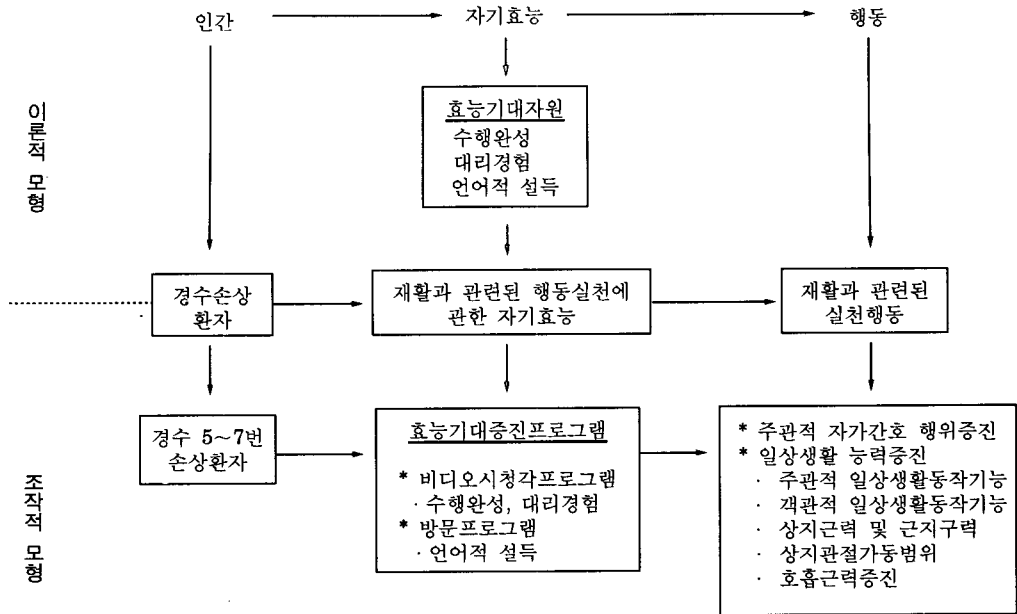 인간
자기효능
행동
이론적 모형
효능기대자원
수행완성
대리경험
언어적 설득
경수손상
환자
재활과 관련된 행동실천에
관한 자기효능
재활과 관련된
실천행동
조작적 모형
경수 5~7번
손상환자
효능기대증진프로그램
* 비디오시청각프로그램
· 수행완성, 대리경험
* 방문프로그램
· 언어적 설득
* 주관적 자가간호 행위증진
* 일상생활 능력증진
· 주관적 일상생활동작기능
· 객관적 일상생활동작기능
· 상지근력 및 근지구력
· 상지관절가동범위
· 호흡근력증진